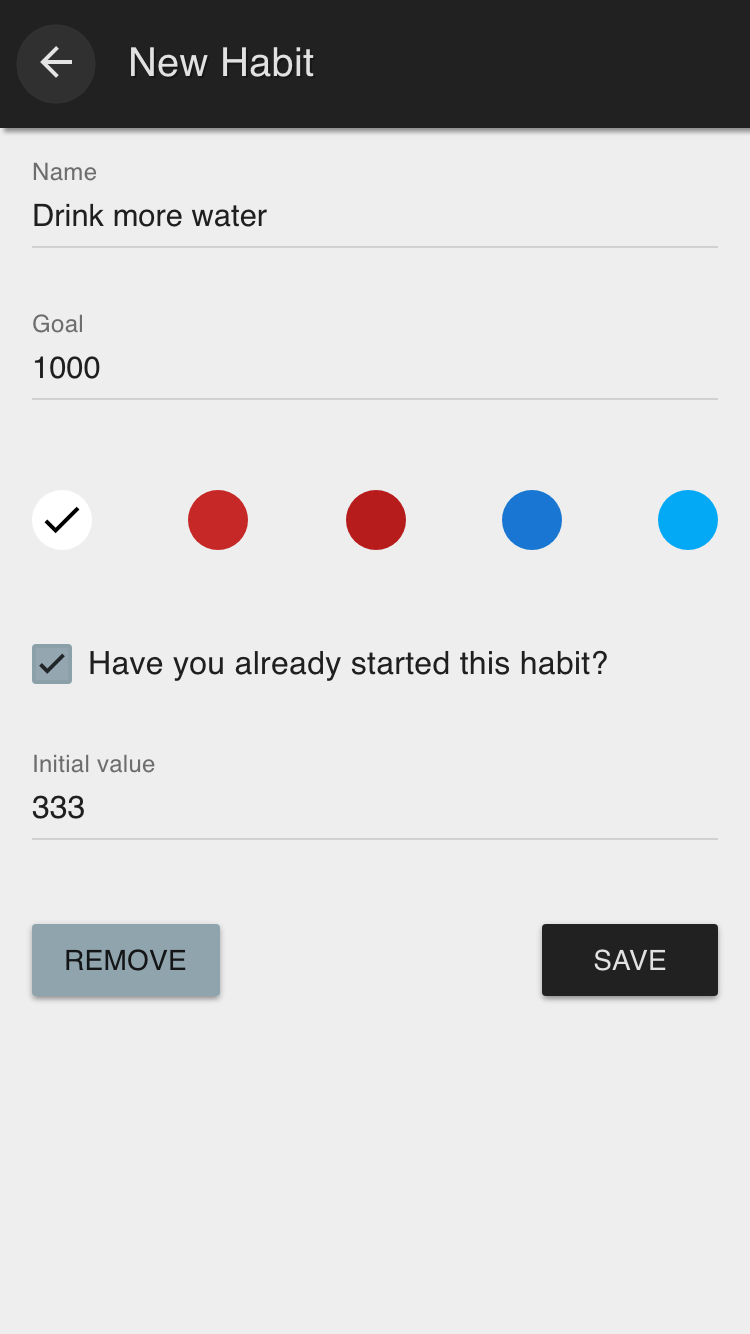 New Habit
Name
Drink more water
Goal
1000
Have you already started this habit?
Initial value
333
REMOVE
SAVE